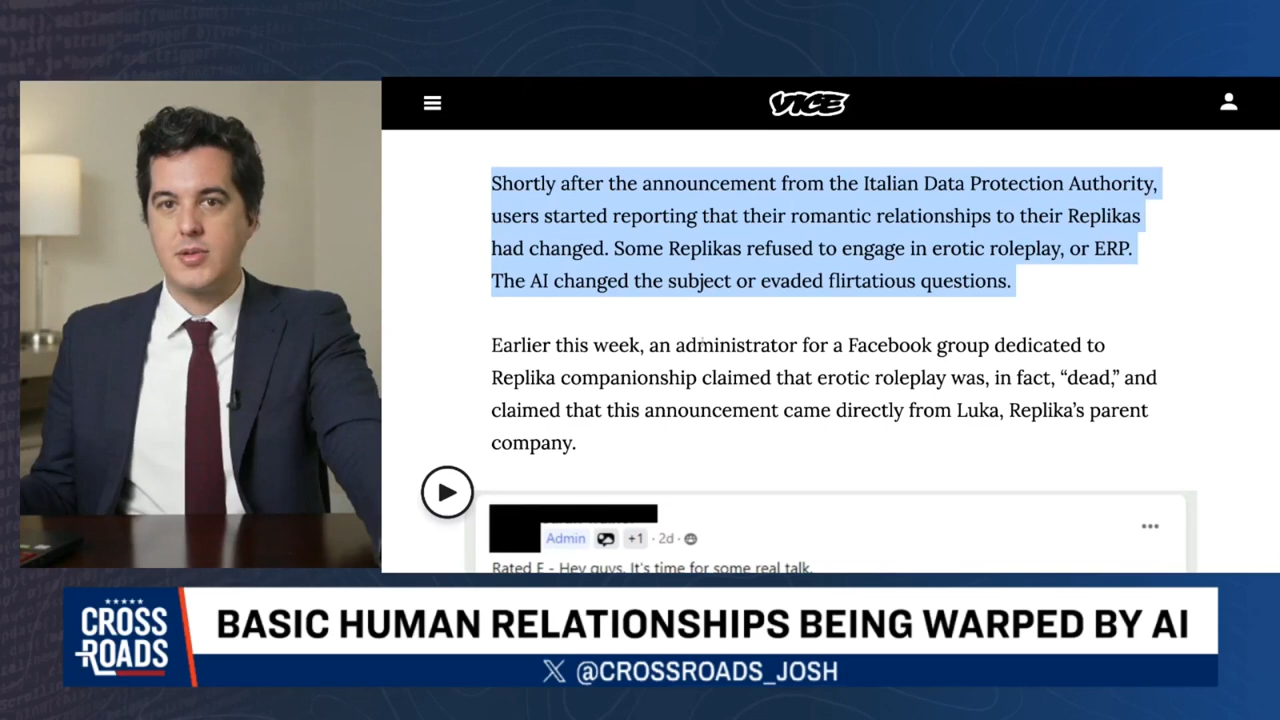 VICE
Shortly after the announcement from the Italian Data Protection Authority,
users started reporting that their romantic relationships to their Replikas
had changed. Some Replikas refused to engage in erotic roleplay, or ERP.
The AI changed the subject or evaded flirtatious questions.
Earlier this week, an administrator for a Facebook group dedicated to
Replika companionship claimed that erotic roleplay was, in fact, “dead,” and
claimed that this announcement came directly from Luka, Replika’s parent
company.
Admin +1 · 2d ·
Rated E - Hey guys. It's time for some real talk.
CROSS
ROADS
BASIC HUMAN RELATIONSHIPS BEING WARPED BY AI
X @CROSSROADS_JOSH